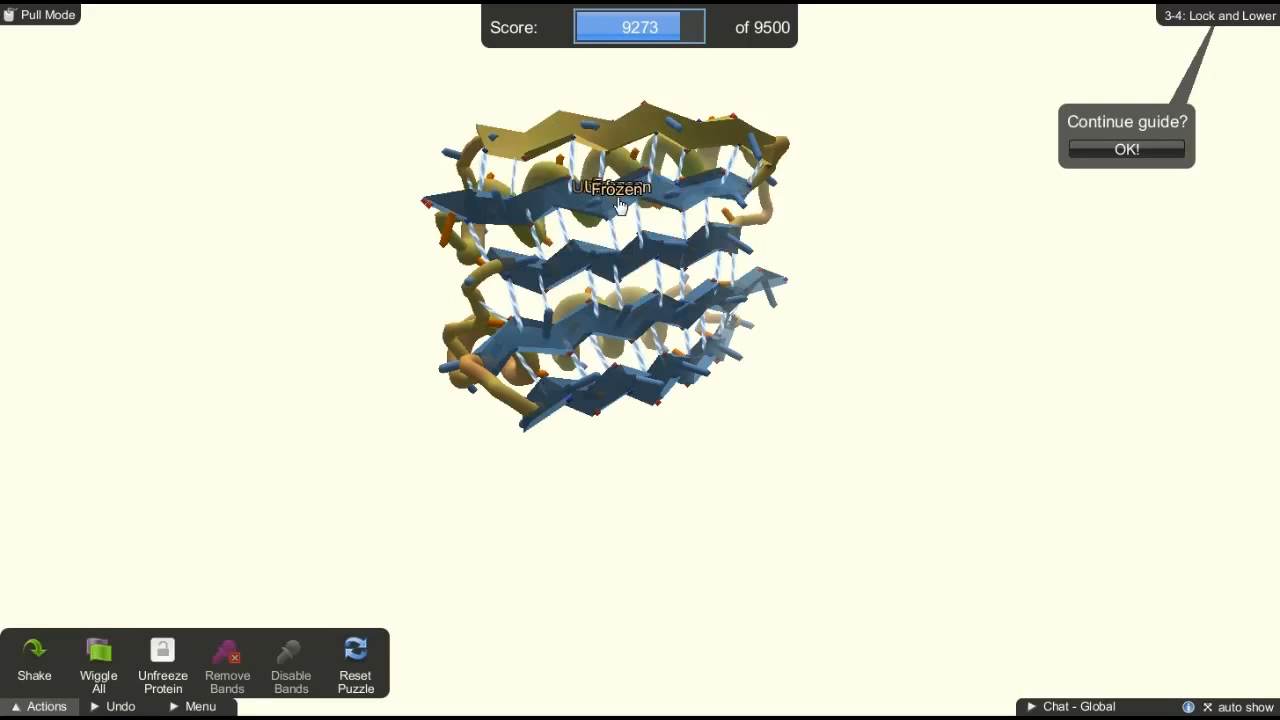 Pull Mode
Score: 9273 of 9500
3-4: Lock and Lower
Continue guide?
OK!
Frozen
Shake
Wiggle All
Unfreeze Protein
Remove Bands
Disable Bands
Reset Puzzle
Actions
Undo
Menu
Chat - Global
auto show